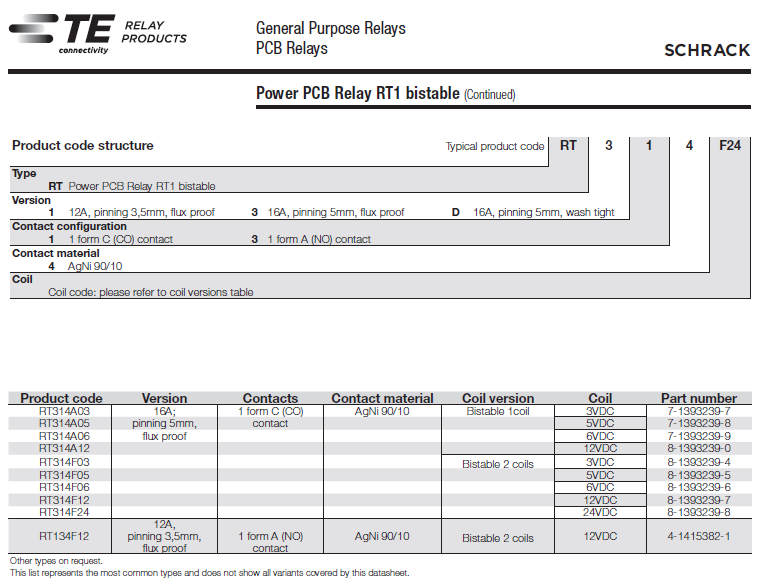 TE RELAY PRODUCTS
connectivity
General Purpose Relays
PCB Relays
SCHRACK
Power PCB Relay RT1 bistable (Continued)
Product code structure Typical product code RT 3 1 4 F24
Type
RT Power PCB Relay RT1 bistable
Version
1 12A, pinning 3,5mm, flux proof 3 16A, pinning 5mm, flux proof D 16A, pinning 5mm, wash tight
Contact configuration
1 1 form C (CO) contact 3 1 form A (NO) contact
Contact material
4 AgNi 90/10
Coil
Coil code: please refer to coil versions table
Product code Version Contacts Contact material Coil version Coil Part number
RT314A03 16A; 1 form C (CO) AgNi 90/10 Bistable 1coil 3VDC 7-1393239-7
RT314A05 pinning 5mm, contact 5VDC 7-1393239-8
RT314A06 flux proof 6VDC 7-1393239-9
RT314A12 12VDC 8-1393239-0
RT314F03 Bistable 2 coils 3VDC 8-1393239-4
RT314F05 5VDC 8-1393239-5
RT314F06 6VDC 8-1393239-6
RT314F12 12VDC 8-1393239-7
RT314F24 24VDC 8-1393239-8
12A,
RT134F12 pinning 3,5mm, 1 form A (NO) AgNi 90/10 Bistable 2 coils 12VDC 4-1415382-1
flux proof contact
Other types on request.
This list represents the most common types and does not show all variants covered by this datasheet.